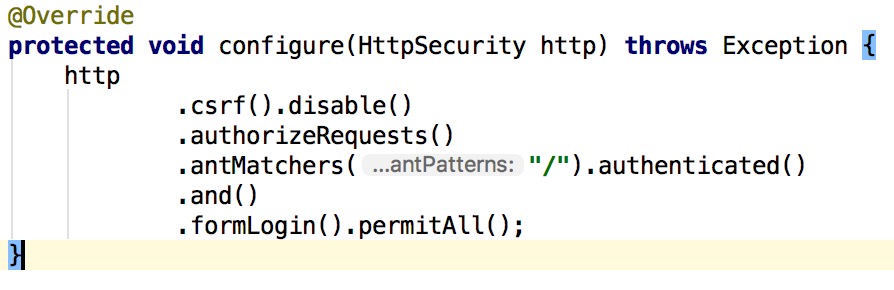 @Override
protected void configure(HttpSecurity http) throws Exception {
http
.csrf().disable()
.authorizeRequests()
.antMatchers( ...antPatterns: "/").authenticated()
.and()
.formLogin().permitAll();
}